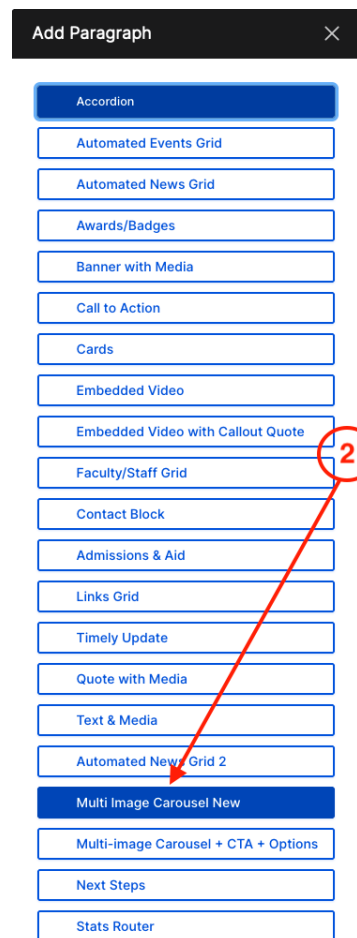 Add Paragraph
Accordion
Automated Events Grid
Automated News Grid
Awards/Badges
Banner with Media
Call to Action
Cards
Embedded Video
Embedded Video with Callout Quote
2
Faculty/Staff Grid
Contact Block
Admissions & Aid
Links Grid
Timely Update
Quote with Media
Text & Media
Automated News Grid 2
Multi Image Carousel New
Multi-image Carousel + CTA + Options
Next Steps
Stats Router